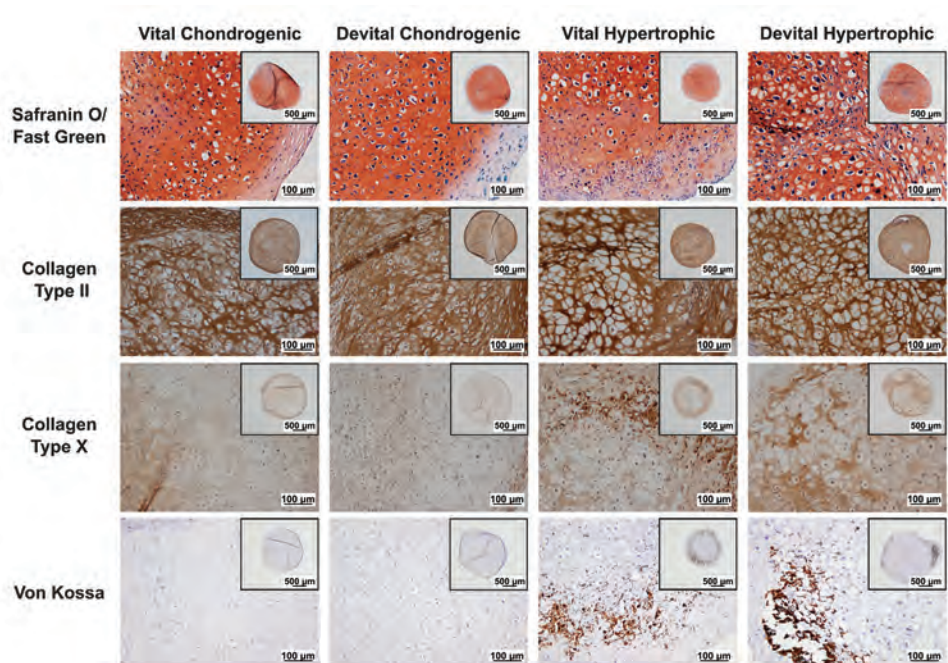 Vital Chondrogenic Devital Chondrogenic Vital Hypertrophic Devital Hypertrophic
Safranin O/
Fast Green
500 µm 500 µm 500 µm 500 µm
100 µm 100 µm 100 µm 100 µm
Collagen
Type II
500 µm 500 µm 500 µm 500 µm
100 µm 100 µm 100 µm 100 µm
Collagen
Type X
500 µm 500 µm 500 µm 500 µm
100 µm 100 µm 100 µm 100 µm
Von Kossa
500 µm 500 µm 500 µm 500 µm
100 µm 100 µm 100 µm 100 µm